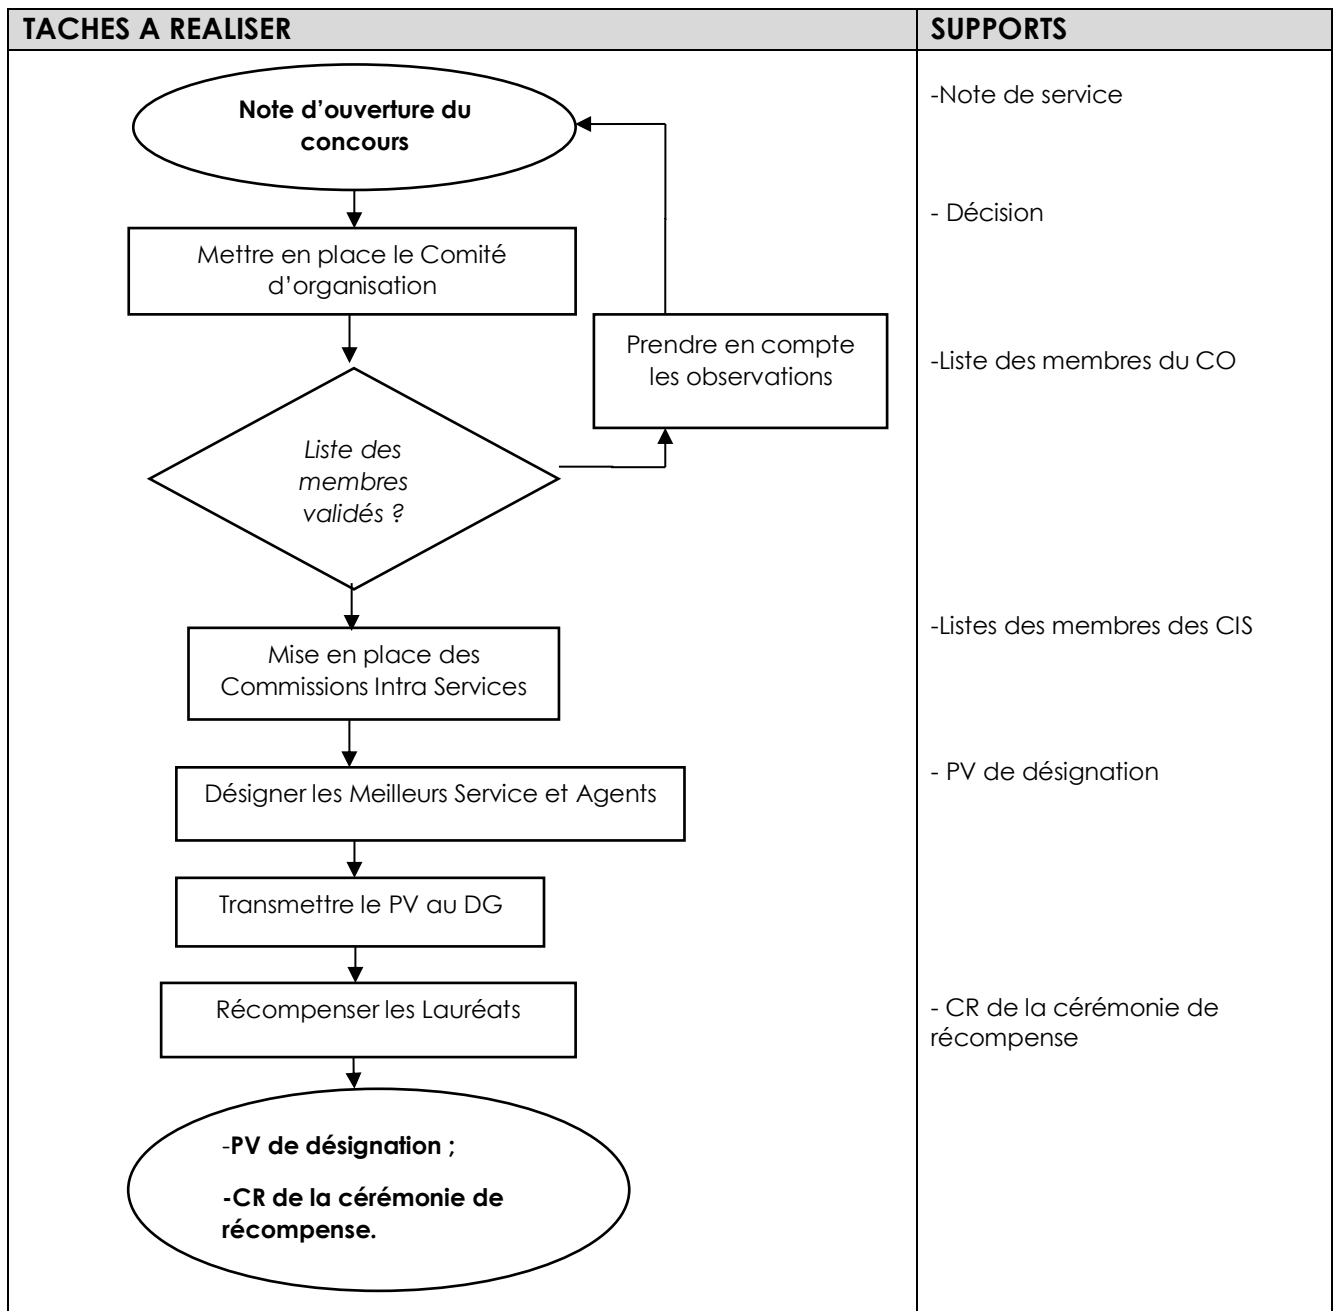 TACHES A REALISER
SUPPORTS
Note d’ouverture du
concours
Mettre en place le Comité
d’organisation
Prendre en compte
les observations
Liste des
membres
validés ?
Mise en place des
Commissions Intra Services
Désigner les Meilleurs Service et Agents
Transmettre le PV au DG
Récompenser les Lauréats
-PV de désignation ;
-CR de la cérémonie de
récompense.
-Note de service
- Décision
-Liste des membres du CO
-Listes des membres des CIS
- PV de désignation
- CR de la cérémonie de
récompense